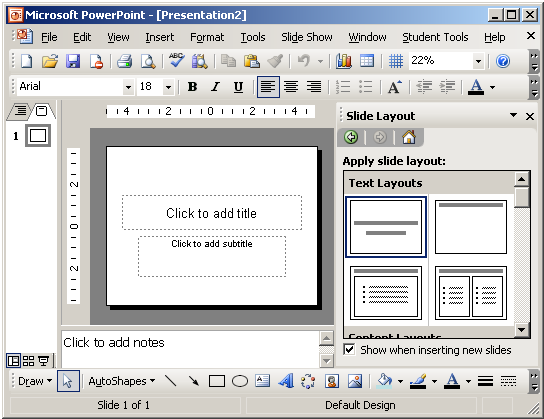 Microsoft PowerPoint - [Presentation2]
File Edit View Insert Format Tools Slide Show Window Student Tools Help
ABC 22%
Arial 18 B I U S A A A
4 2 0 2 4
Slide Layout
1
Apply slide layout:
Text Layouts
2 0 2
Click to add title
Click to add subtitle
Content Layouts
Click to add notes
Show when inserting new slides
Draw AutoShapes A A A
Slide 1 of 1 Default Design